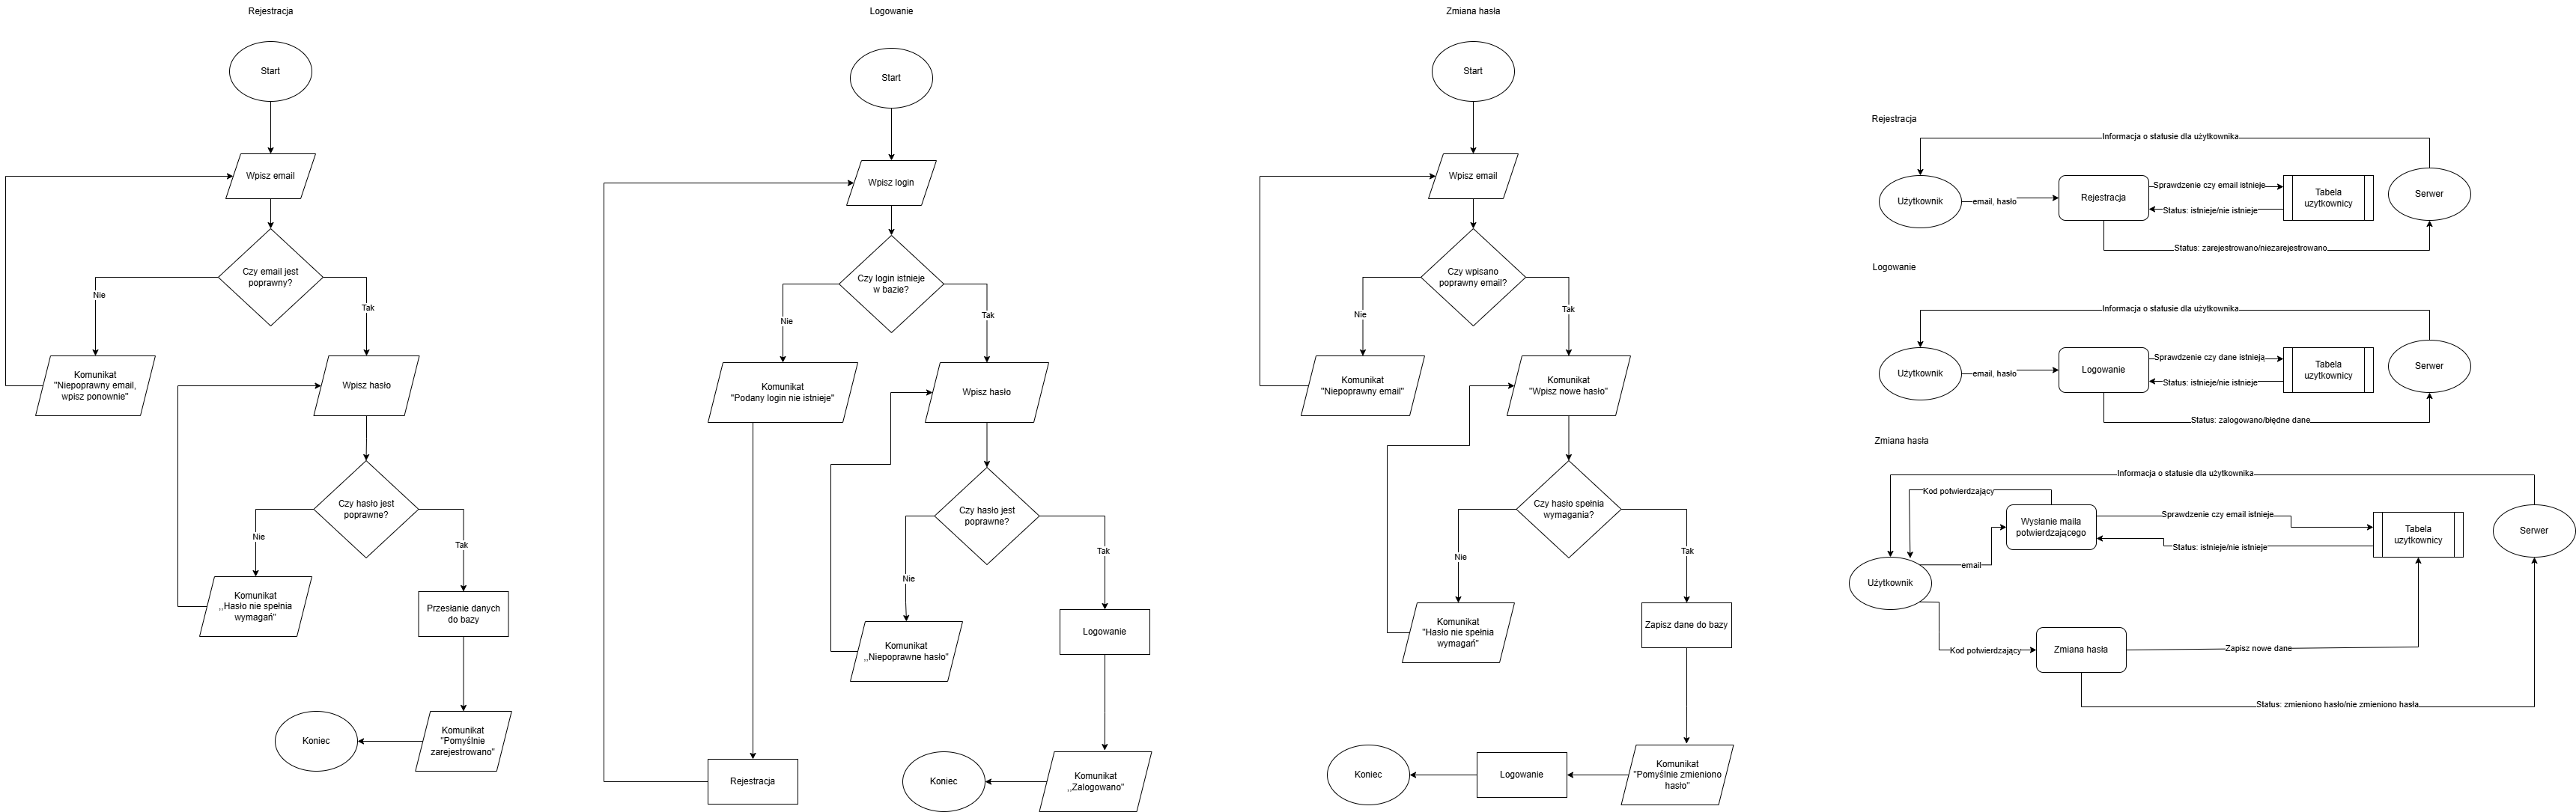 Rejestracja
Start
Wpisz email
Czy email jest
poprawny?
Nie
Tak
Komunikat
"Niepoprawny email,
wpisz ponownie"
Wpisz hasło
Czy hasło jest
poprawne?
Nie
Tak
Komunikat
,,Hasło nie spełnia
wymagań"
Przesłanie danych
do bazy
Komunikat
"Pomyślnie
zarejestrowano"
Koniec
Logowanie
Start
Wpisz login
Czy login istnieje
w bazie?
Nie
Tak
Komunikat
"Podany login nie istnieje"
Wpisz hasło
Czy hasło jest
poprawne?
Nie
Tak
Komunikat
,,Niepoprawne hasło"
Logowanie
Rejestracja
Komunikat
,,Zalogowano"
Koniec
Zmiana hasła
Start
Wpisz email
Czy wpisano
poprawny email?
Nie
Tak
Komunikat
"Niepoprawny email"
Komunikat
"Wpisz nowe hasło"
Czy hasło spełnia
wymagania?
Nie
Tak
Komunikat
"Hasło nie spełnia
wymagań"
Zapisz dane do bazy
Komunikat
"Pomyślnie zmieniono
hasło"
Logowanie
Koniec
Rejestracja
Informacja o statusie dla użytkownika
Użytkownik
email, hasło
Rejestracja
Sprawdzenie czy email istnieje
Status: istnieje/nie istnieje
Tabela
uzytkownicy
Serwer
Status: zarejestrowano/niezarejestrowano
Logowanie
Informacja o statusie dla użytkownika
Użytkownik
email, hasło
Logowanie
Sprawdzenie czy dane istnieją
Status: istnieje/nie istnieje
Tabela
uzytkownicy
Serwer
Status: zalogowano/błędne dane
Zmiana hasła
Informacja o statusie dla użytkownika
Kod potwierdzający
Wysłanie maila
potwierdzającego
Sprawdzenie czy email istnieje
Status: istnieje/nie istnieje
Tabela
uzytkownicy
Serwer
email
Użytkownik
Kod potwierdzający
Zmiana hasła
Zapisz nowe dane
Status: zmieniono hasło/nie zmieniono hasła